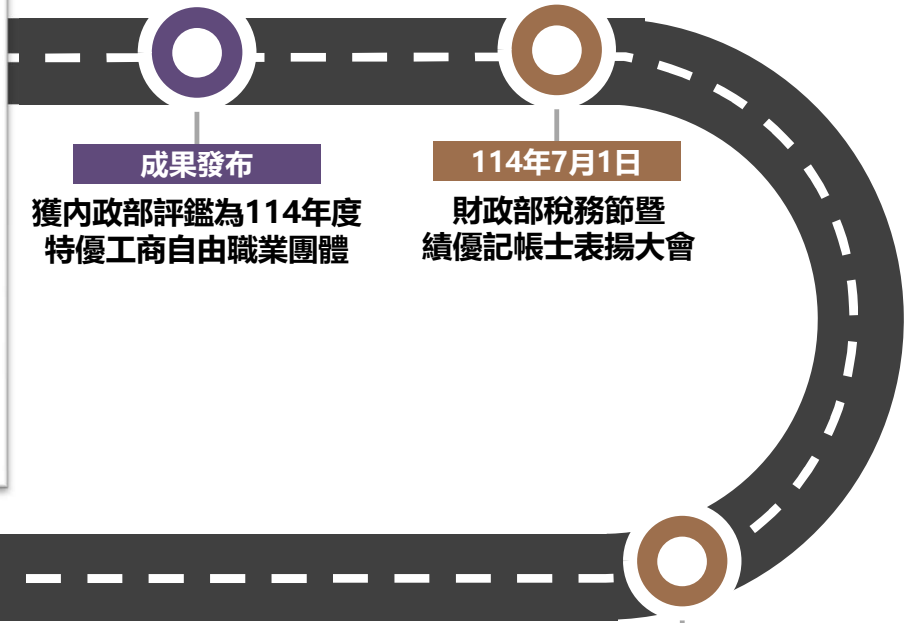 成果發布
獲內政部評鑑為114年度
特優工商自由職業團體
114年7月1日
財政部稅務節暨
績優記帳士表揚大會